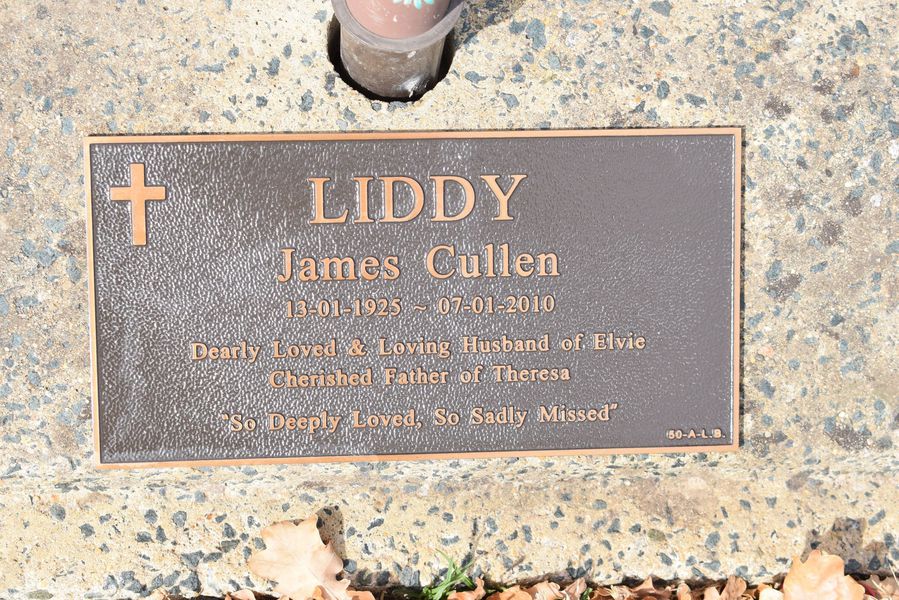 LIDDY
James Cullen
13-01-1925 ~ 07-01-2010
Dearly Loved & Loving Husband of Elvie
Cherished Father of Theresa
"So Deeply Loved, So Sadly Missed"
50-A-L.B.